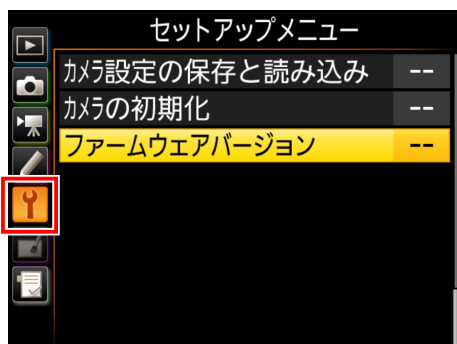 セットアップメニュー
カメラ設定の保存と読み込み --
カメラの初期化 --
ファームウェアバージョン --